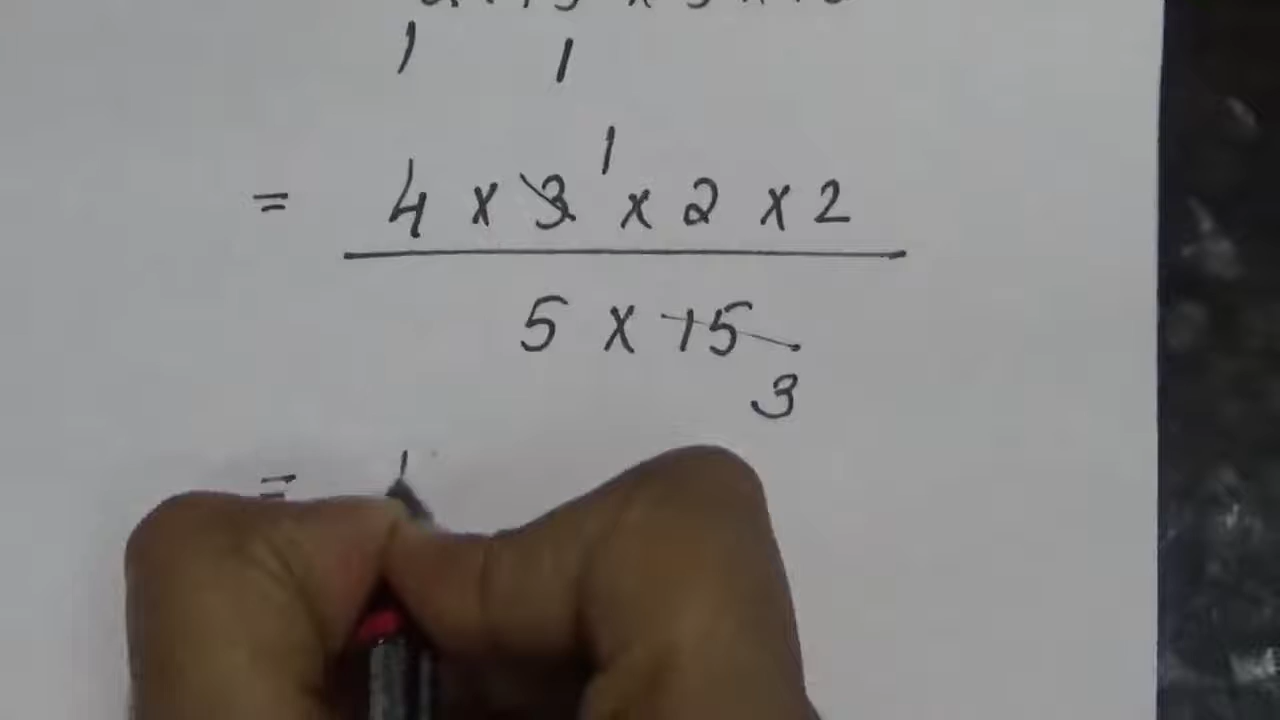 1 1
1
= 4 x 3 x 2 x 2
5 x 15
3
=